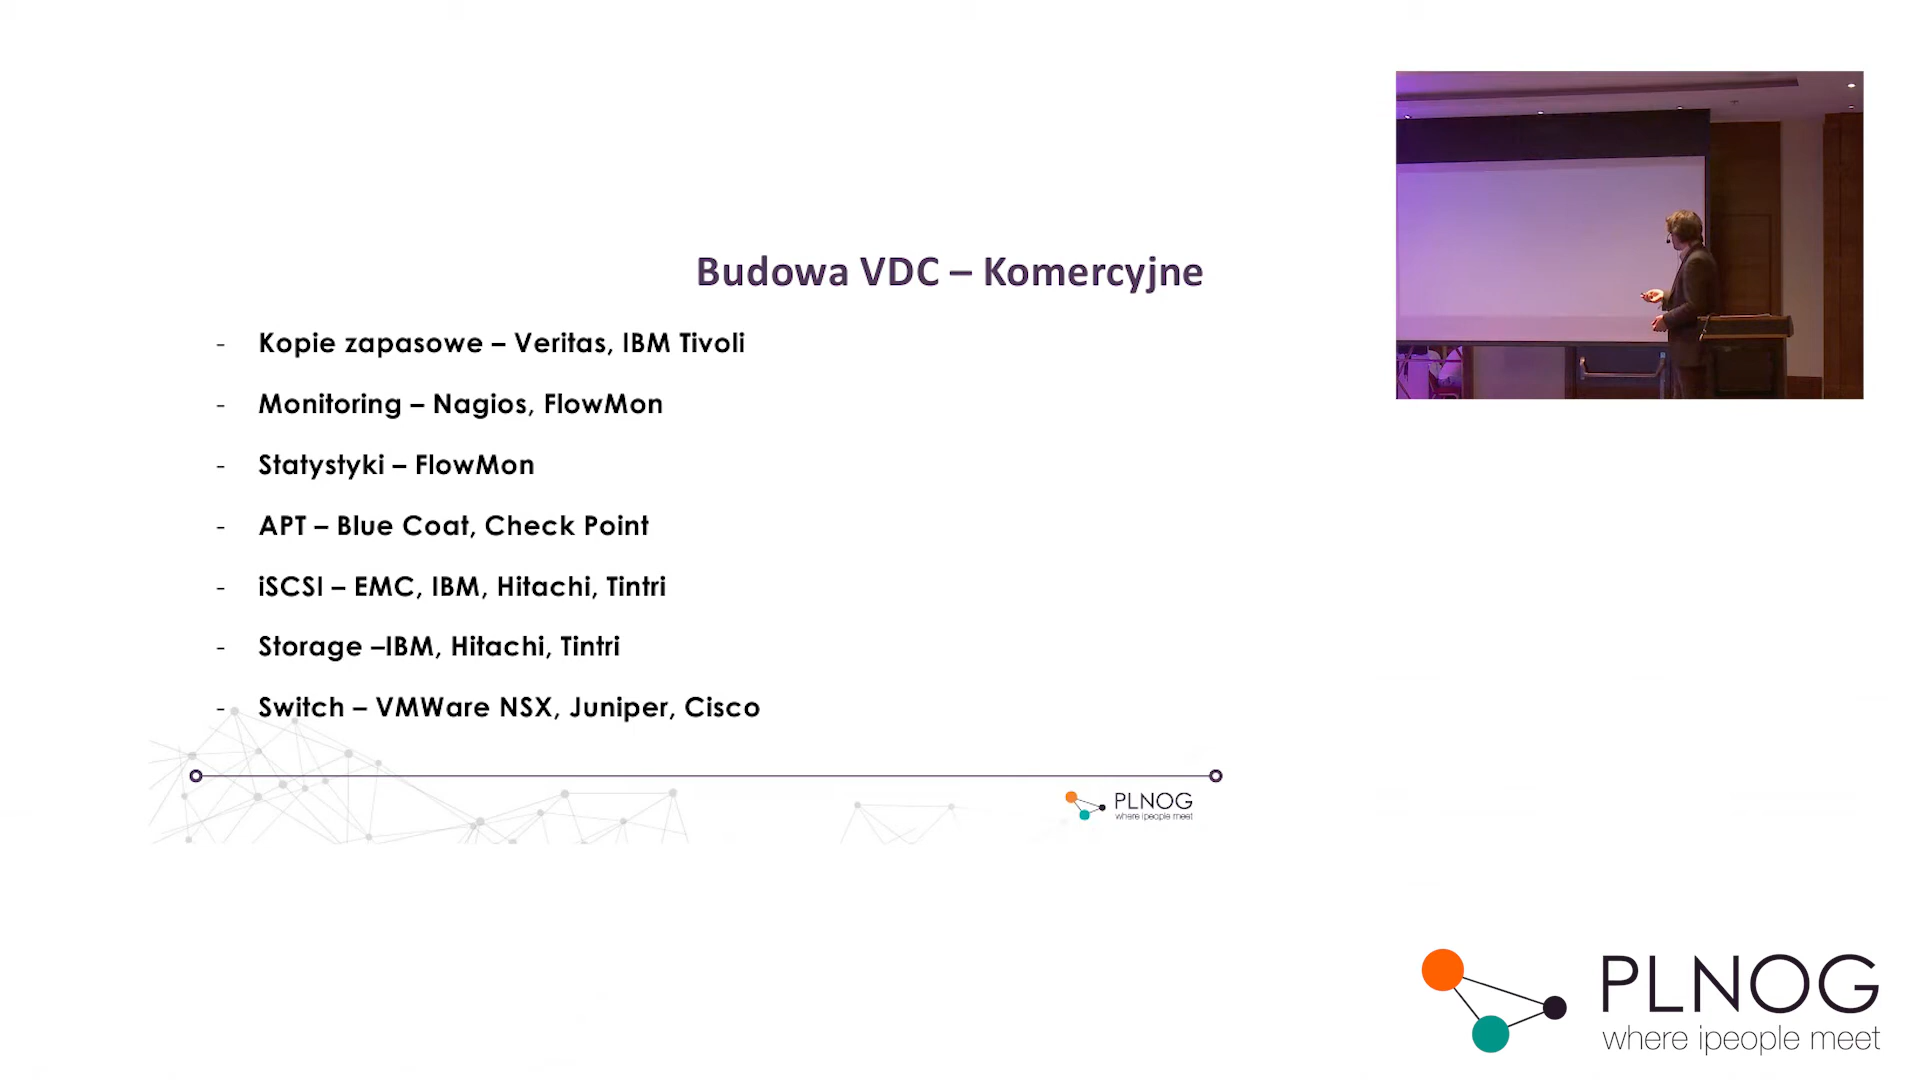 Budowa VDC – Komercyjne
- Kopie zapasowe – Veritas, IBM Tivoli
- Monitoring – Nagios, FlowMon
- Statystyki – FlowMon
- APT – Blue Coat, Check Point
- iSCSI – EMC, IBM, Hitachi, Tintri
- Storage –IBM, Hitachi, Tintri
- Switch – VMWare NSX, Juniper, Cisco
PLNOG
where ipeople meet
PLNOG
where ipeople meet